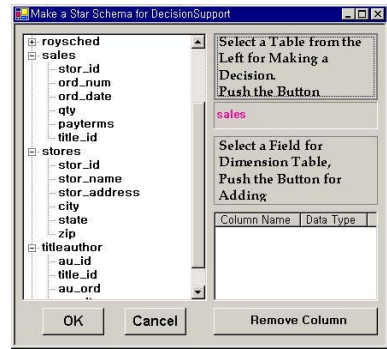 Make a Star Schema for DecisionSupport
roysched
sales
stor_id
ord_num
ord_date
qty
payterms
title_id
stores
stor_id
stor_name
stor_address
city
state
zip
titleauthor
au_id
title_id
au_ord
Select a Table from the
Left for Making a
Decision.
Push the Button
sales
Select a Field for
Dimension Table,
Push the Button for
Adding
Column Name Data Type
OK Cancel Remove Column